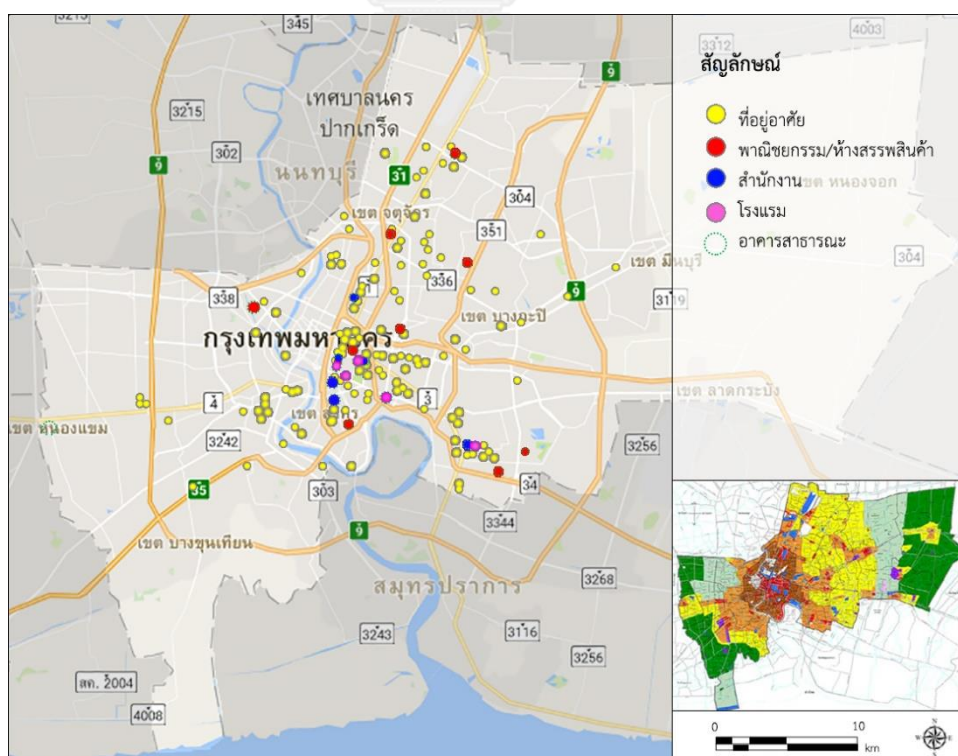 345
4003
3312
9
สัญลักษณ์
3215
เทศบาลนคร
ปากเกร็ด
ที่อยู่อาศัย
302
9
31
พาณิชยกรรม/ห้างสรรพสินค้า
นนทบุรี
304
สำนักงาน
เขต หนองจอก
เขต จตุจักร
โรงแรม
351
อาคารสาธารณะ
304
เขต มีนบุรี
336
1
9
338
3119
เขต บางกะปิ
กรุงเทพมหานคร
เขต ลาดกระบัง
4
3
เขต สาทร
เขต หนองแขม
3242
3256
35
303
34
3344
9
เขต บางขุนเทียน
สมุทรปราการ
3268
3243
3116
3256
สค. 2004
4008
0
10
km
N
W
E
S